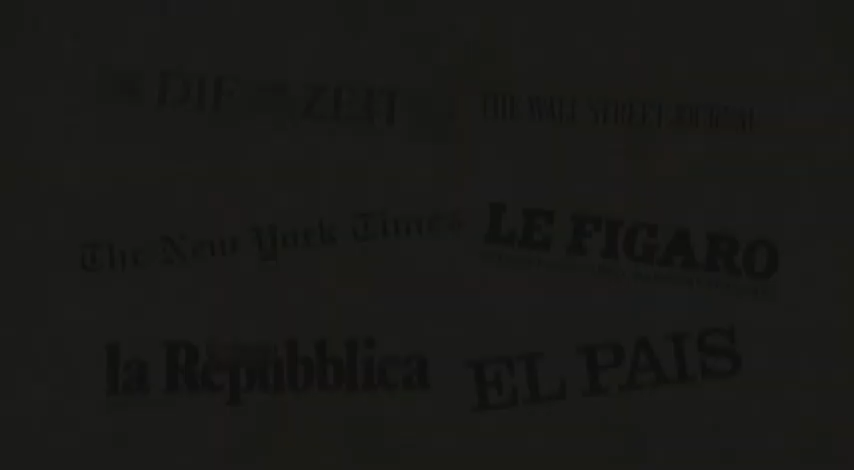 DIE ZEIT
THE WALL STREET JOURNAL
The New York Times
LE FIGARO
la Repubblica
EL PAIS